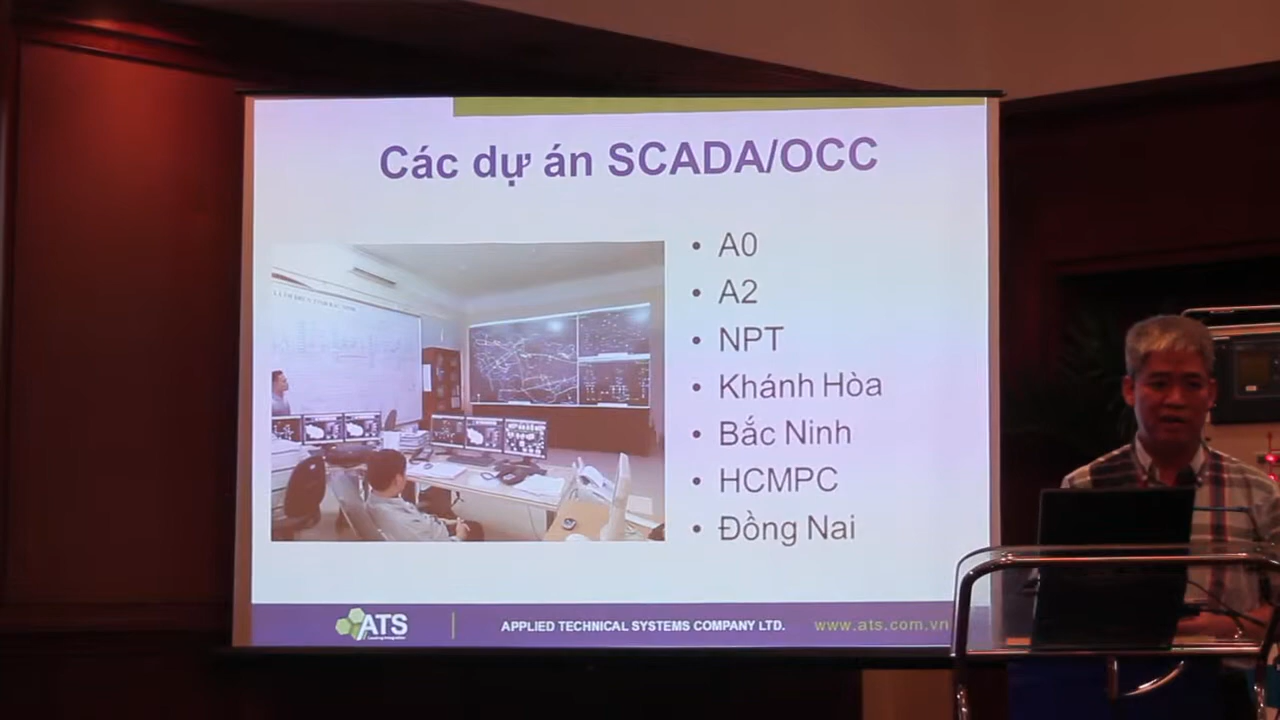 Các dự án SCADA/OCC
• A0
• A2
• NPT
• Khánh Hòa
• Bắc Ninh
• HCMPC
• Đồng Nai
ATS
APPLIED TECHNICAL SYSTEMS COMPANY LTD.
www.ats.com.vn